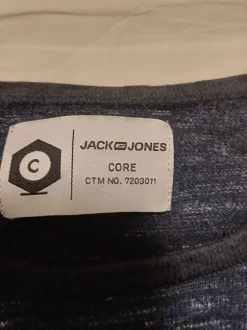 C
JACK JONES
CORE
CTM NO. 7203011